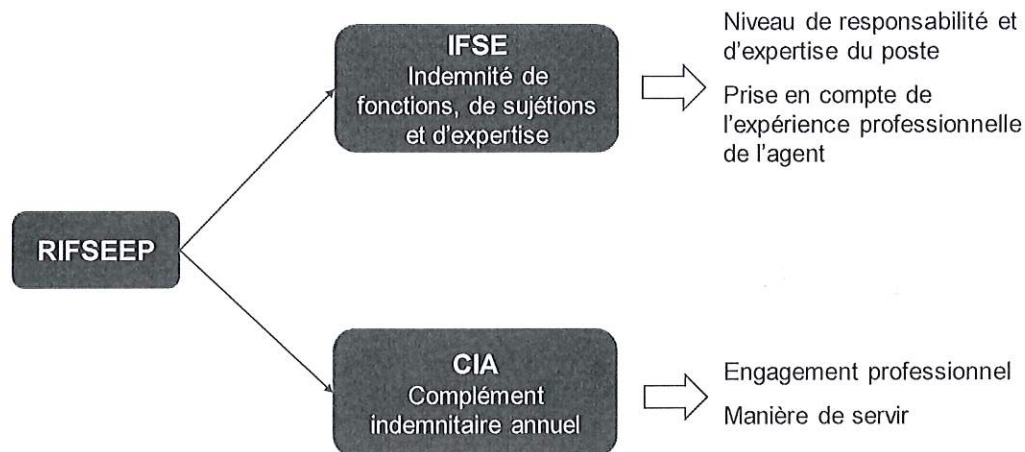 RIFSEEP
IFSE
Indemnité de
fonctions, de sujétions
et d'expertise
Niveau de responsabilité et
d'expertise du poste
Prise en compte de
l'expérience professionnelle
de l'agent
CIA
Complément
indemnitaire annuel
Engagement professionnel
Manière de servir